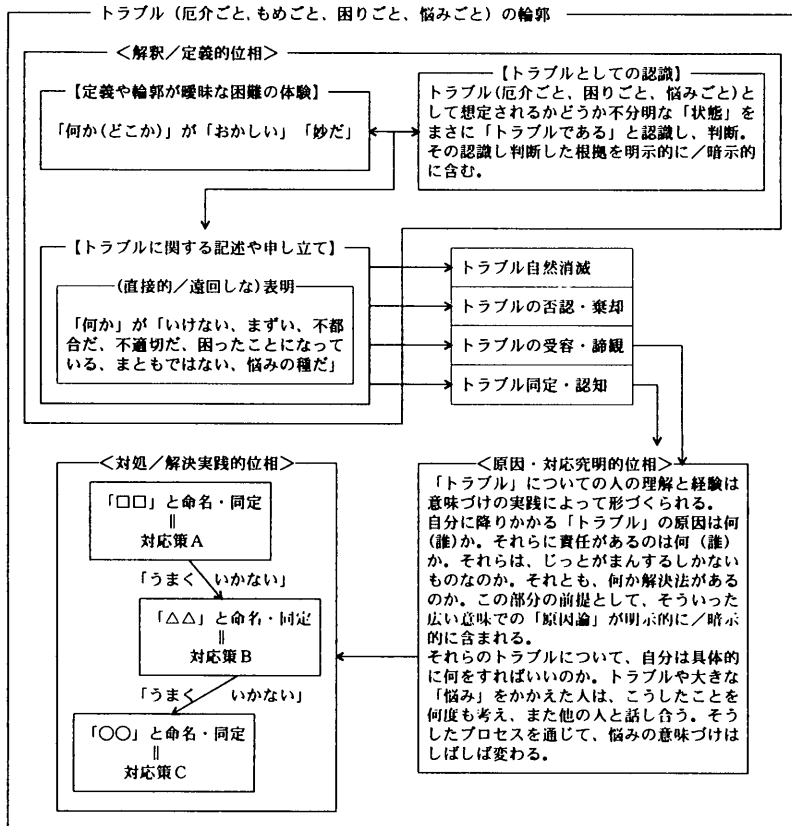 トラブル（厄介ごと、もめごと、困りごと、悩みごと）の輪郭
＜解釈／定義的位相＞
【定義や輪郭が曖昧な困難の体験】
「何か(どこか)」が「おかしい」「妙だ」
【トラブルとしての認識】
トラブル(厄介ごと、困りごと、悩みごと)と
して想定されるかどうか不分明な「状態」を
まさに「トラブルである」と認識し、判断。
その認識し判断した根拠を明示的に／暗示的
に含む。
【トラブルに関する記述や申し立て】
(直接的／遠回しな)表明
「何か」が「いけない、まずい、不都
合だ、不適切だ、困ったことになって
いる、まともではない、悩みの種だ」
トラブル自然消滅
トラブルの否認・棄却
トラブルの受容・諦観
トラブル同定・認知
＜対処／解決実践的位相＞
「□□」と命名・同定
||
対応策A
「うまく いかない」
「△△」と命名・同定
||
対応策B
「うまく いかない」
「○○」と命名・同定
||
対応策C
＜原因・対応究明的位相＞
「トラブル」についての人の理解と経験は
意味づけの実践によって形づくられる。
自分に降りかかる「トラブル」の原因は何
(誰)か。それらに責任があるのは何（誰）
か。それらは、じっとがまんするしかない
ものなのか。それとも、何か解決法がある
のか。この部分の前提として、そういった
広い意味での「原因論」が明示的に／暗示
的に含まれる。
それらのトラブルについて、自分は具体的
に何をすればいいのか。トラブルや大きな
「悩み」をかかえた人は、こうしたことを
何度も考え、また他の人と話し合う。そう
したプロセスを通じて、悩みの意味づけは
しばしば変わる。